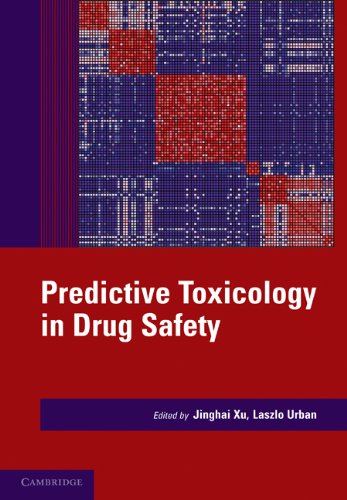 Predictive Toxicology
in Drug Safety
Edited by Jinghai Xu, Laszlo Urban
CAMBRIDGE